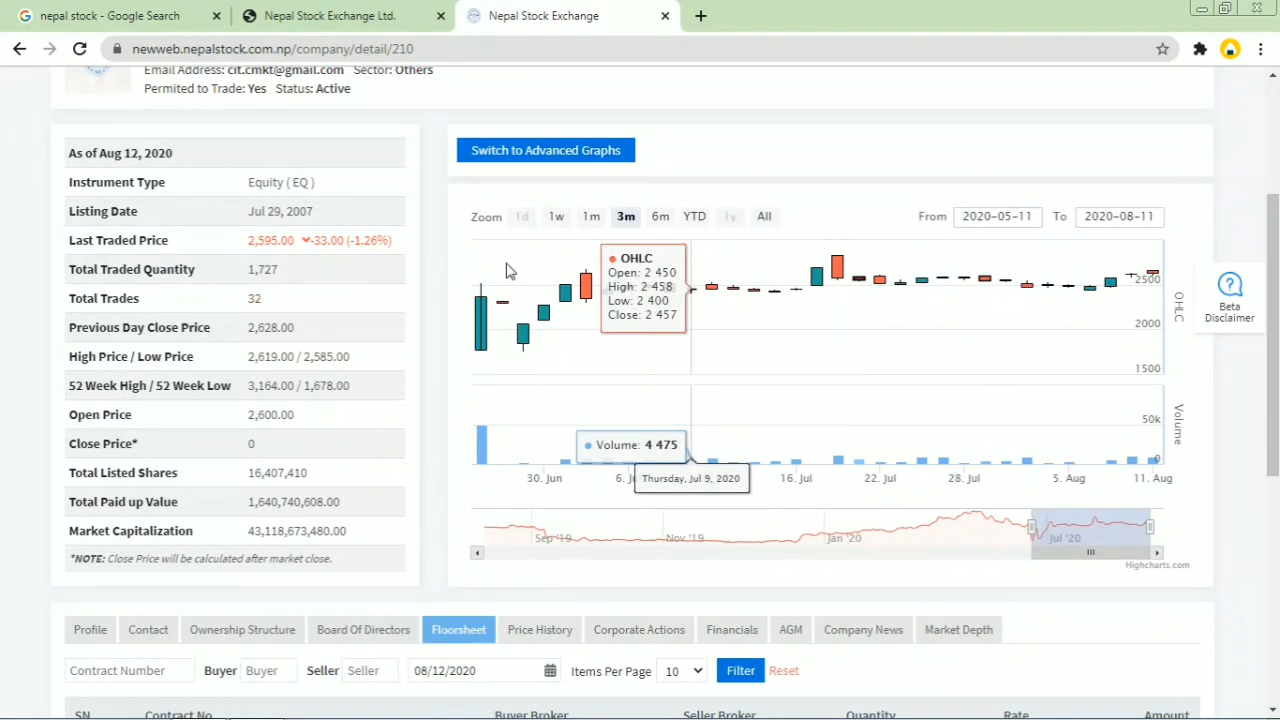 nepal stock - Google Search
Nepal Stock Exchange Ltd.
Nepal Stock Exchange
newweb.nepalstock.com.np/company/detail/210
Email Address: cit.cmkt@gmail.com Sector: Others
Permited to Trade: Yes Status: Active
As of Aug 12, 2020
Instrument Type Equity ( EQ )
Listing Date Jul 29, 2007
Last Traded Price 2,595.00 -33.00 (-1.26%)
Total Traded Quantity 1,727
Total Trades 32
Previous Day Close Price 2,628.00
High Price / Low Price 2,619.00 / 2,585.00
52 Week High / 52 Week Low 3,164.00 / 1,678.00
Open Price 2,600.00
Close Price* 0
Total Listed Shares 16,407,410
Total Paid up Value 1,640,740,608.00
Market Capitalization 43,118,673,480.00
*NOTE: Close Price will be calculated after market close.
Switch to Advanced Graphs
Zoom 1d 1w 1m 3m 6m YTD 1y All From 2020-05-11 To 2020-08-11
OHLC
Open: 2 450
High: 2 458
Low: 2 400
Close: 2 457
2500
2000
1500
OHLC
50k
0
Volume
Volume: 4 475
30. Jun 6. J 16. Jul 22. Jul 28. Jul 5. Aug 11. Aug
Thursday, Jul 9, 2020
Sep '19 Nov '19 Jan '20 Jul '20
Highcharts.com
Beta
Disclaimer
Profile Contact Ownership Structure Board Of Directors Floorsheet Price History Corporate Actions Financials AGM Company News Market Depth
Contract Number Buyer Buyer Seller Seller 08/12/2020 Items Per Page 10 Filter Reset
SN Contract No Buyer Broker Seller Broker Quantity Rate Amount